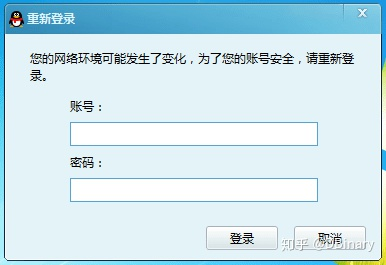 重新登录
您的网络环境可能发生了变化，为了您的账号安全，请重新登
录。
账号：
密码：
登录
取消
知乎 @DBinary